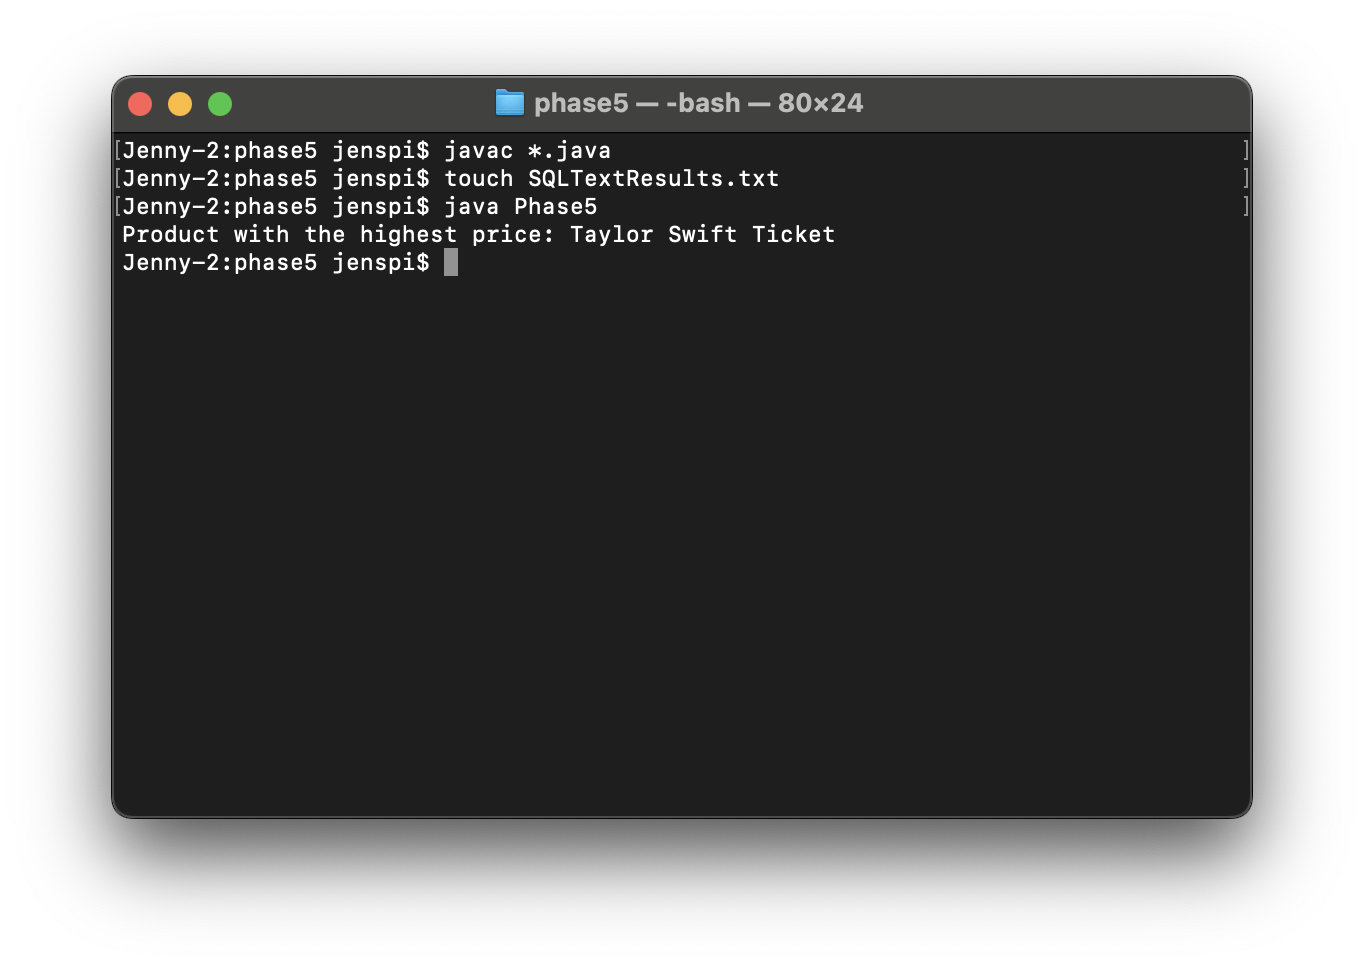 phase5 — -bash — 80×24
[Jenny-2:phase5 jenspi$ javac *.java ]
[Jenny-2:phase5 jenspi$ touch SQLTextResults.txt ]
[Jenny-2:phase5 jenspi$ java Phase5 ]
Product with the highest price: Taylor Swift Ticket
Jenny-2:phase5 jenspi$